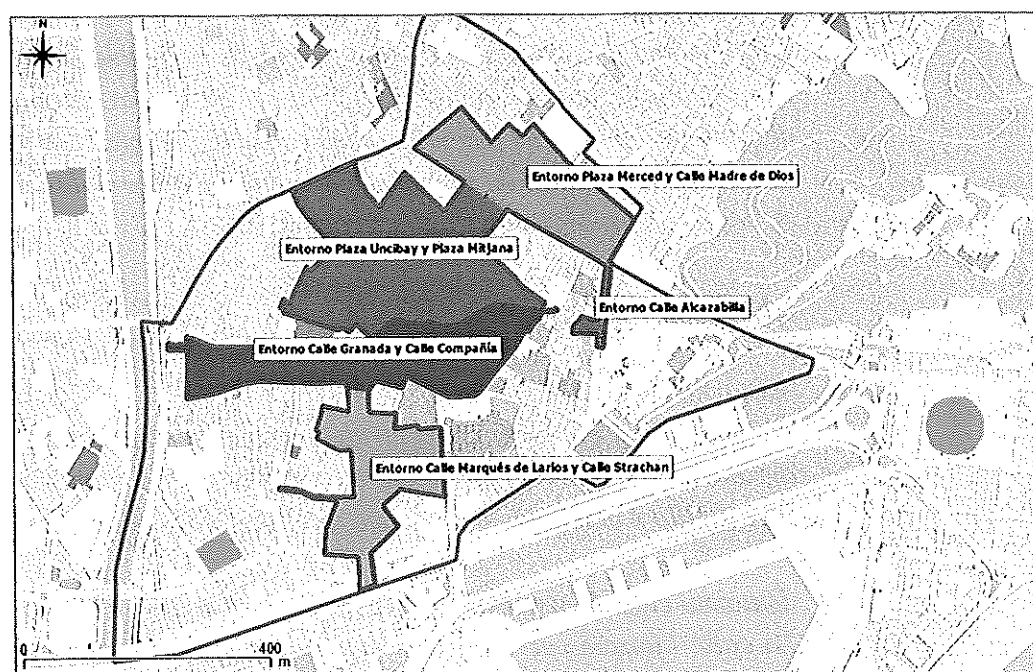 N
Entorno Plaza Merced y Calle Madre de Dios
Entorno Plaza Uncibay y Plaza Mitjana
Entorno Calle Alcazabilla
Entorno Calle Granada y Calle Compañía
Entorno Calle Marqués de Larios y Calle Strachan
0 400
m